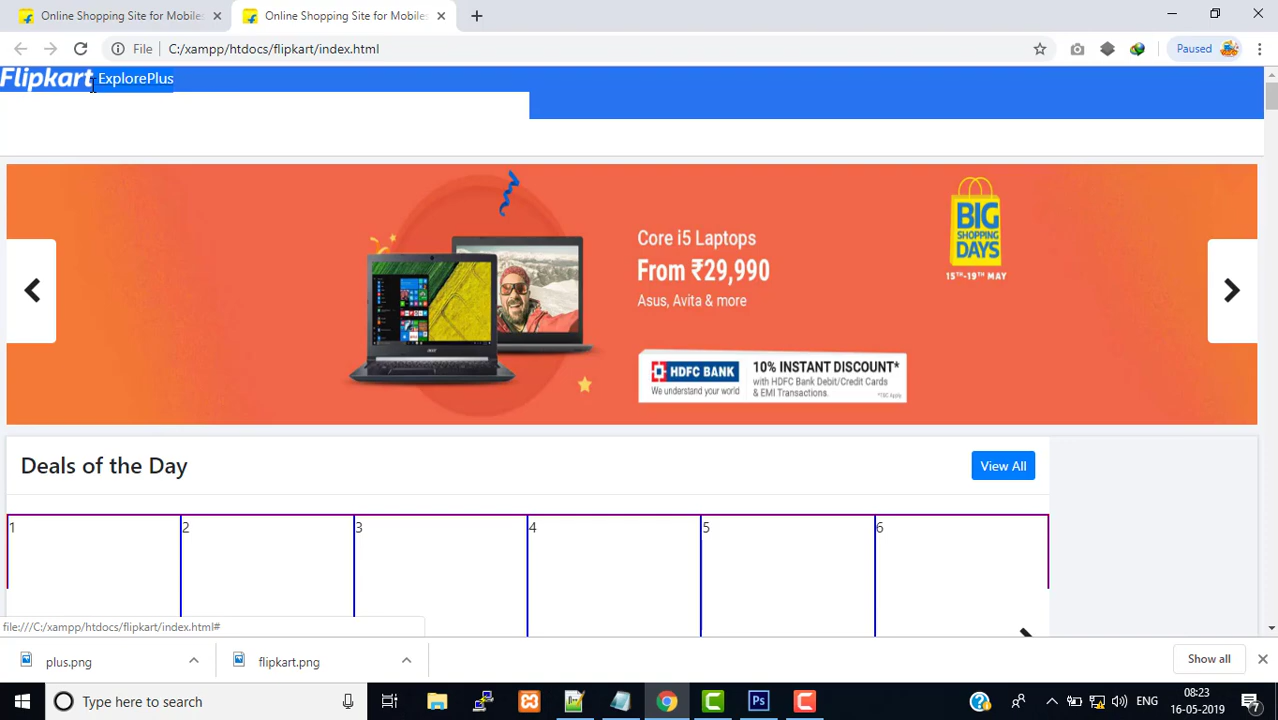 Online Shopping Site for Mobiles
Online Shopping Site for Mobiles
File C:/xampp/htdocs/flipkart/index.html
Paused
Flipkart ExplorePlus
Core i5 Laptops
From ₹29,990
Asus, Avita & more
BIG
SHOPPING
DAYS
15TH-19TH MAY
HDFC BANK
We understand your world
10% INSTANT DISCOUNT*
with HDFC Bank Debit/Credit Cards
& EMI Transactions.
*T&C Apply
Deals of the Day
View All
1 2 3 4 5 6
file:///C:/xampp/htdocs/flipkart/index.html#
plus.png
flipkart.png
Show all
Type here to search
ENG
08:23
16-05-2019
7